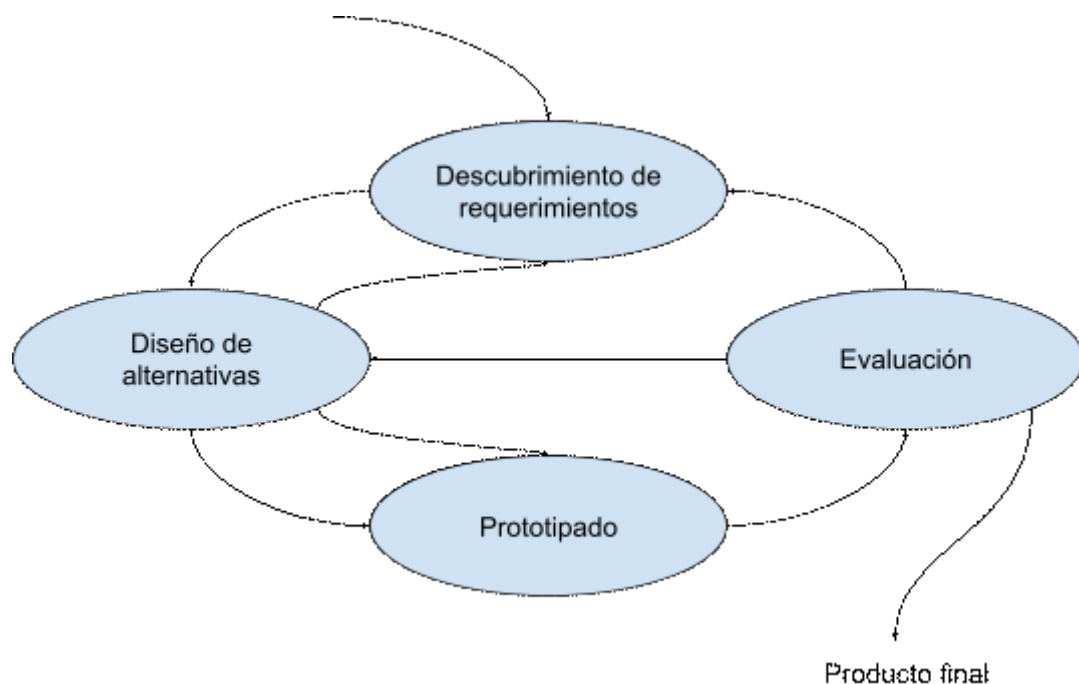 Descubrimiento de
requerimientos
Diseño de
alternativas
Evaluación
Prototipado
Producto final